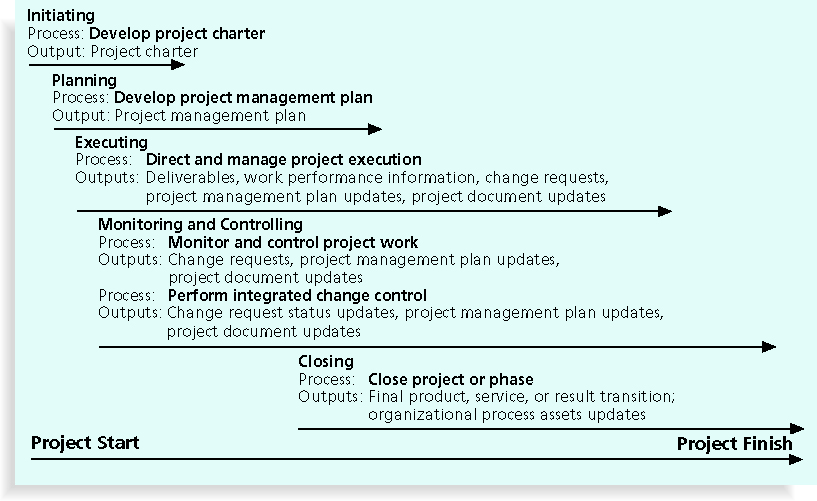 Initiating
Process: Develop project charter
Output: Project charter
Planning
Process: Develop project management plan
Output: Project management plan
Executing
Process: Direct and manage project execution
Outputs: Deliverables, work performance information, change requests,
project management plan updates, project document updates
Monitoring and Controlling
Process: Monitor and control project work
Outputs: Change requests, project management plan updates,
project document updates
Process: Perform integrated change control
Outputs: Change request status updates, project management plan updates,
project document updates
Closing
Process: Close project or phase
Outputs: Final product, service, or result transition;
organizational process assets updates
Project Start Project Finish